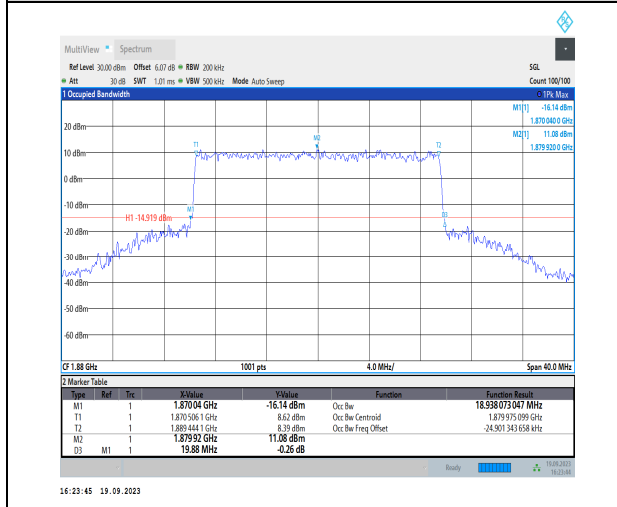 MultiView Spectrum
Ref Level 30.00 dBm Offset 6.07 dB RBW 200 kHz SGL
Att 30 dB SWT 1.01 ms VBW 500 kHz Mode Auto Sweep Count 100/100
1 Occupied Bandwidth 1Pk Max
M1[1] -16.14 dBm
1.870 040 0 GHz
M2[1] 11.08 dBm
1.879 920 0 GHz
20 dBm
M2
T1 T2
10 dBm
0 dBm
-10 dBm
M1
H1 -14.919 dBm D3
-20 dBm
-30 dBm
-40 dBm
-50 dBm
-60 dBm
CF 1.88 GHz 1001 pts 4.0 MHz/ Span 40.0 MHz
2 Marker Table
Type Ref Trc X-Value Y-Value Function Function Result
M1 1 1.87004 GHz -16.14 dBm Occ Bw 18.938 073 047 MHz
T1 1 1.870 506 1 GHz 8.62 dBm Occ Bw Centroid 1.879 975 099 GHz
T2 1 1.889 444 1 GHz 8.39 dBm Occ Bw Freq Offset -24.901 343 658 kHz
M2 1 1.87992 GHz 11.08 dBm
D3 M1 1 19.88 MHz -0.26 dB
Ready 19.09.2023
16:23:44
16:23:45 19.09.2023